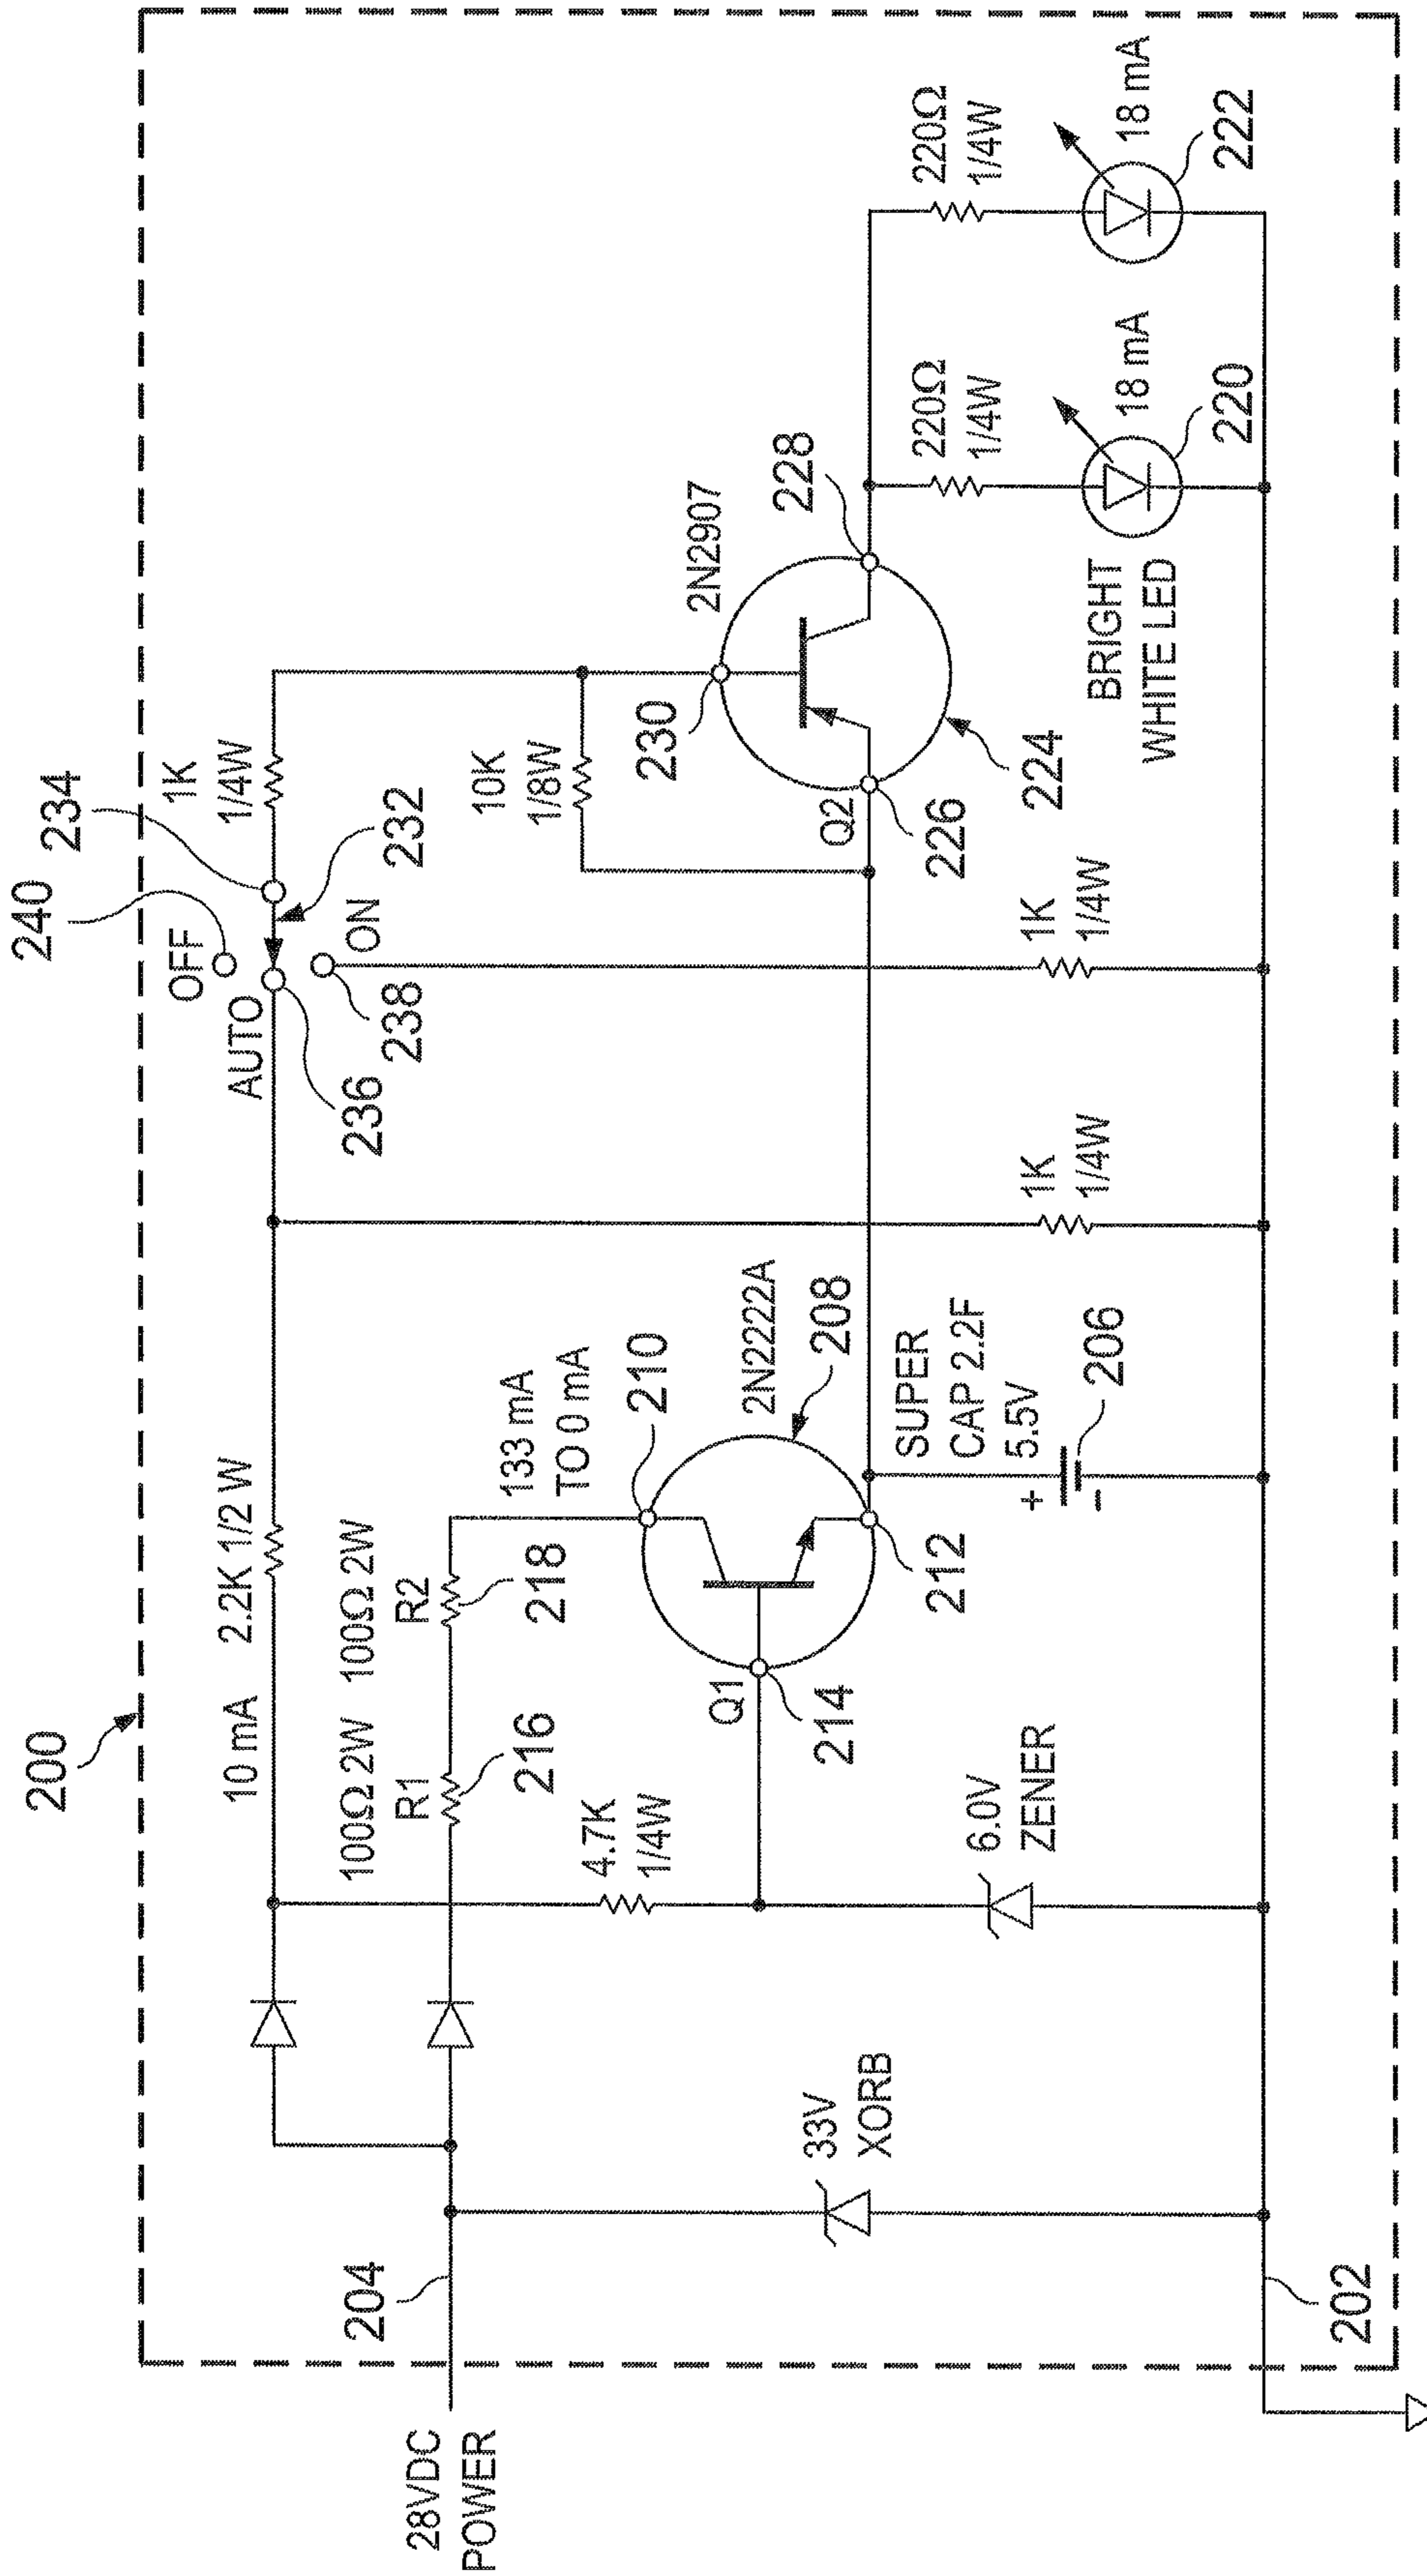 200
240
234
OFF
AUTO
ON
232
236
238
1K
1/4W
10 mA
2.2K 1/2 W
100Ω 2W
R1
216
100Ω 2W
R2
218
133 mA
TO 0 mA
210
2N2222A
208
Q1
214
212
4.7K
1/4W
6.0V
ZENER
SUPER
CAP 2.2F
5.5V
+
-
206
1K
1/4W
1K
1/4W
10K
1/8W
230
2N2907
228
Q2
226
224
220Ω
1/4W
220Ω
1/4W
18 mA
220
18 mA
222
BRIGHT
WHITE LED
28VDC
POWER
204
33V
XORB
202